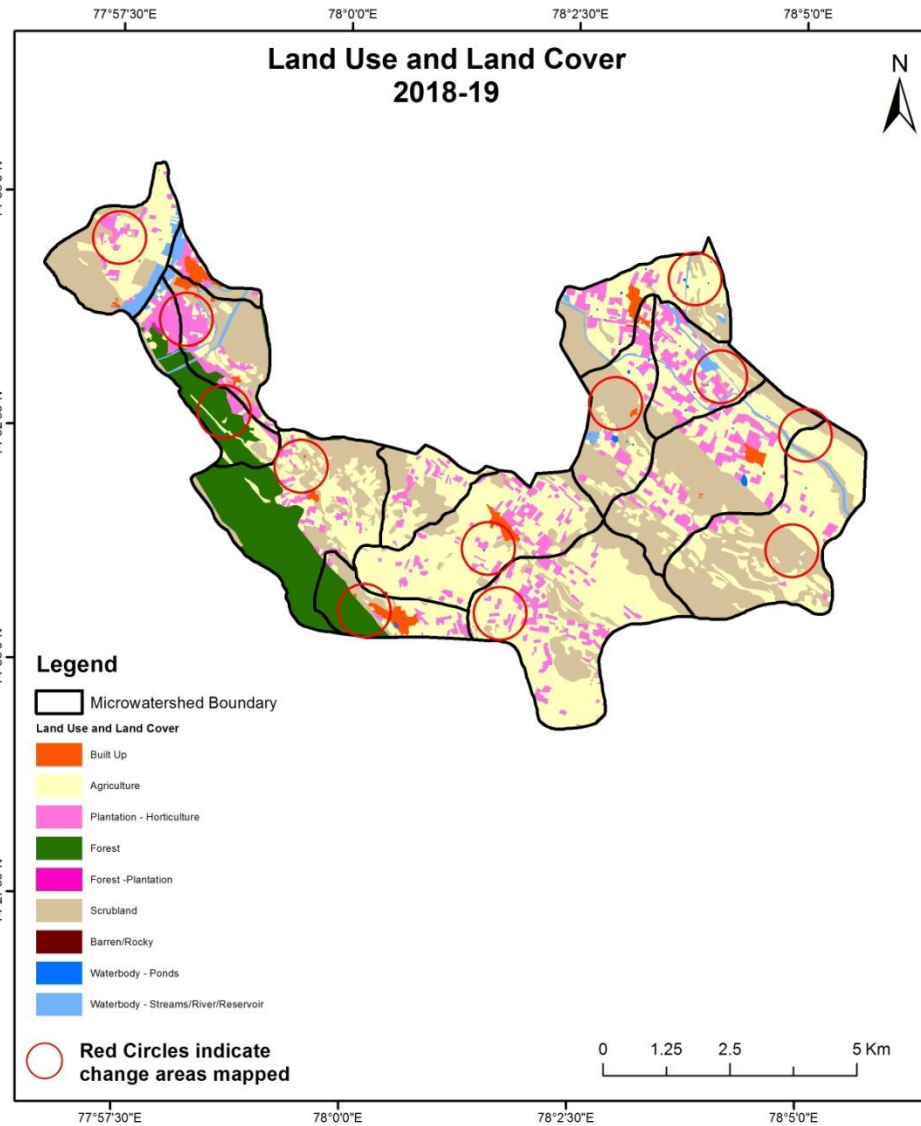 77°57'30"E 78°0'0"E 78°2'30"E 78°5'0"E
Land Use and Land Cover
2018-19
N
Legend
Microwatershed Boundary
Land Use and Land Cover
Built Up
Agriculture
Plantation - Horticulture
Forest
Forest -Plantation
Scrubland
Barren/Rocky
Waterbody - Ponds
Waterbody - Streams/River/Reservoir
Red Circles indicate
change areas mapped
0 1.25 2.5 5 Km
77°57'30"E 78°0'0"E 78°2'30"E 78°5'0"E